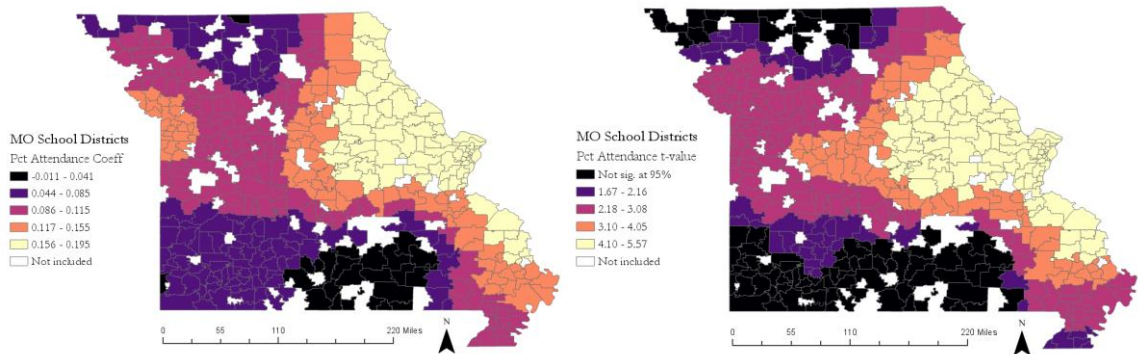 MO School Districts
Pct Attendance Coeff
-0.011 - 0.041
0.044 - 0.085
0.086 - 0.115
0.117 - 0.155
0.156 - 0.195
Not included
0 55 110 220 Miles
N
MO School Districts
Pct Attendance t-value
Not sig. at 95%
1.67 - 2.16
2.18 - 3.08
3.10 - 4.05
4.10 - 5.57
Not included
0 55 110 220 Miles
N